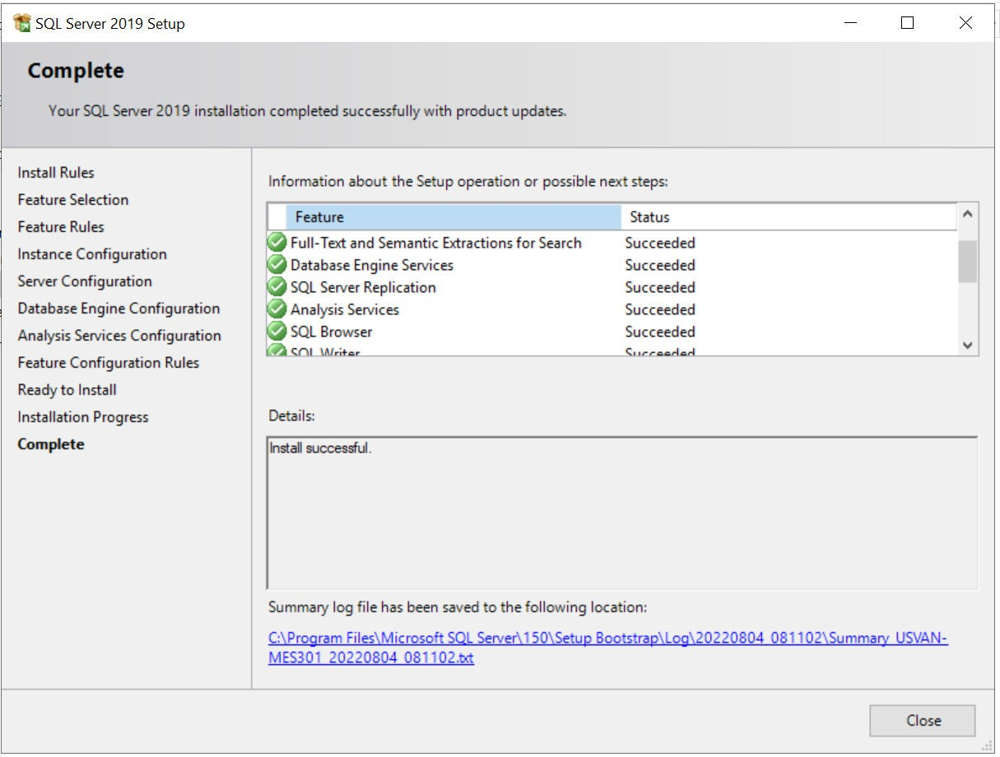 SQL Server 2019 Setup
Complete
Your SQL Server 2019 installation completed successfully with product updates.
Install Rules
Feature Selection
Feature Rules
Instance Configuration
Server Configuration
Database Engine Configuration
Analysis Services Configuration
Feature Configuration Rules
Ready to Install
Installation Progress
Complete
Information about the Setup operation or possible next steps:
Feature Status
Full-Text and Semantic Extractions for Search Succeeded
Database Engine Services Succeeded
SQL Server Replication Succeeded
Analysis Services Succeeded
SQL Browser Succeeded
SQL Writer Succeeded
Details:
Install successful.
Summary log file has been saved to the following location:
C:\Program Files\Microsoft SQL Server\150\Setup Bootstrap\Log\20220804_081102\Summary_USVAN-
MES301_20220804_081102.txt
Close